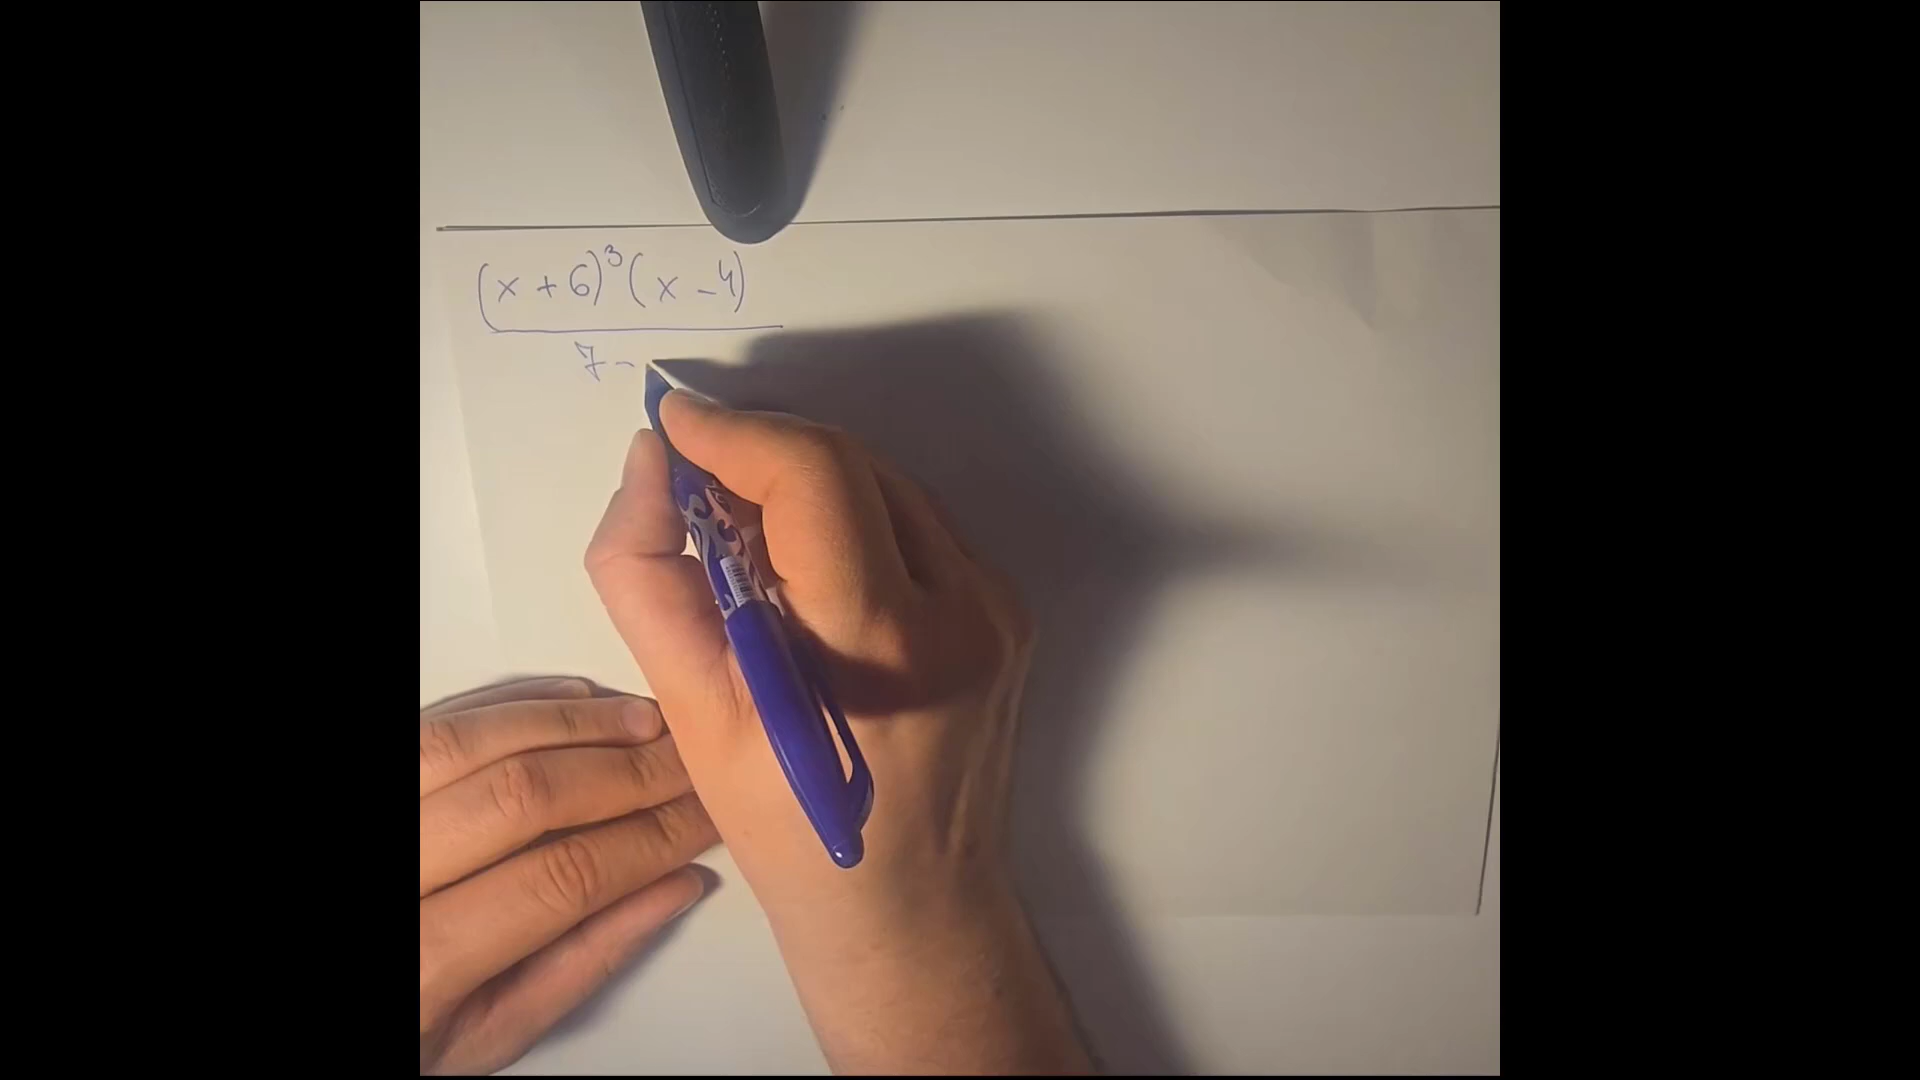 (x + 6)³(x - 4)
7 -